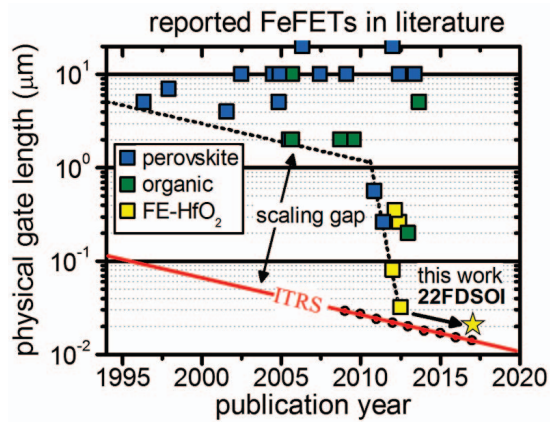 reported FeFETs in literature
physical gate length (μm)
10¹
10⁰
10⁻¹
10⁻²
perovskite
organic
FE-HfO₂
scaling gap
ITRS
this work
22FDSOI
1995 2000 2005 2010 2015 2020
publication year